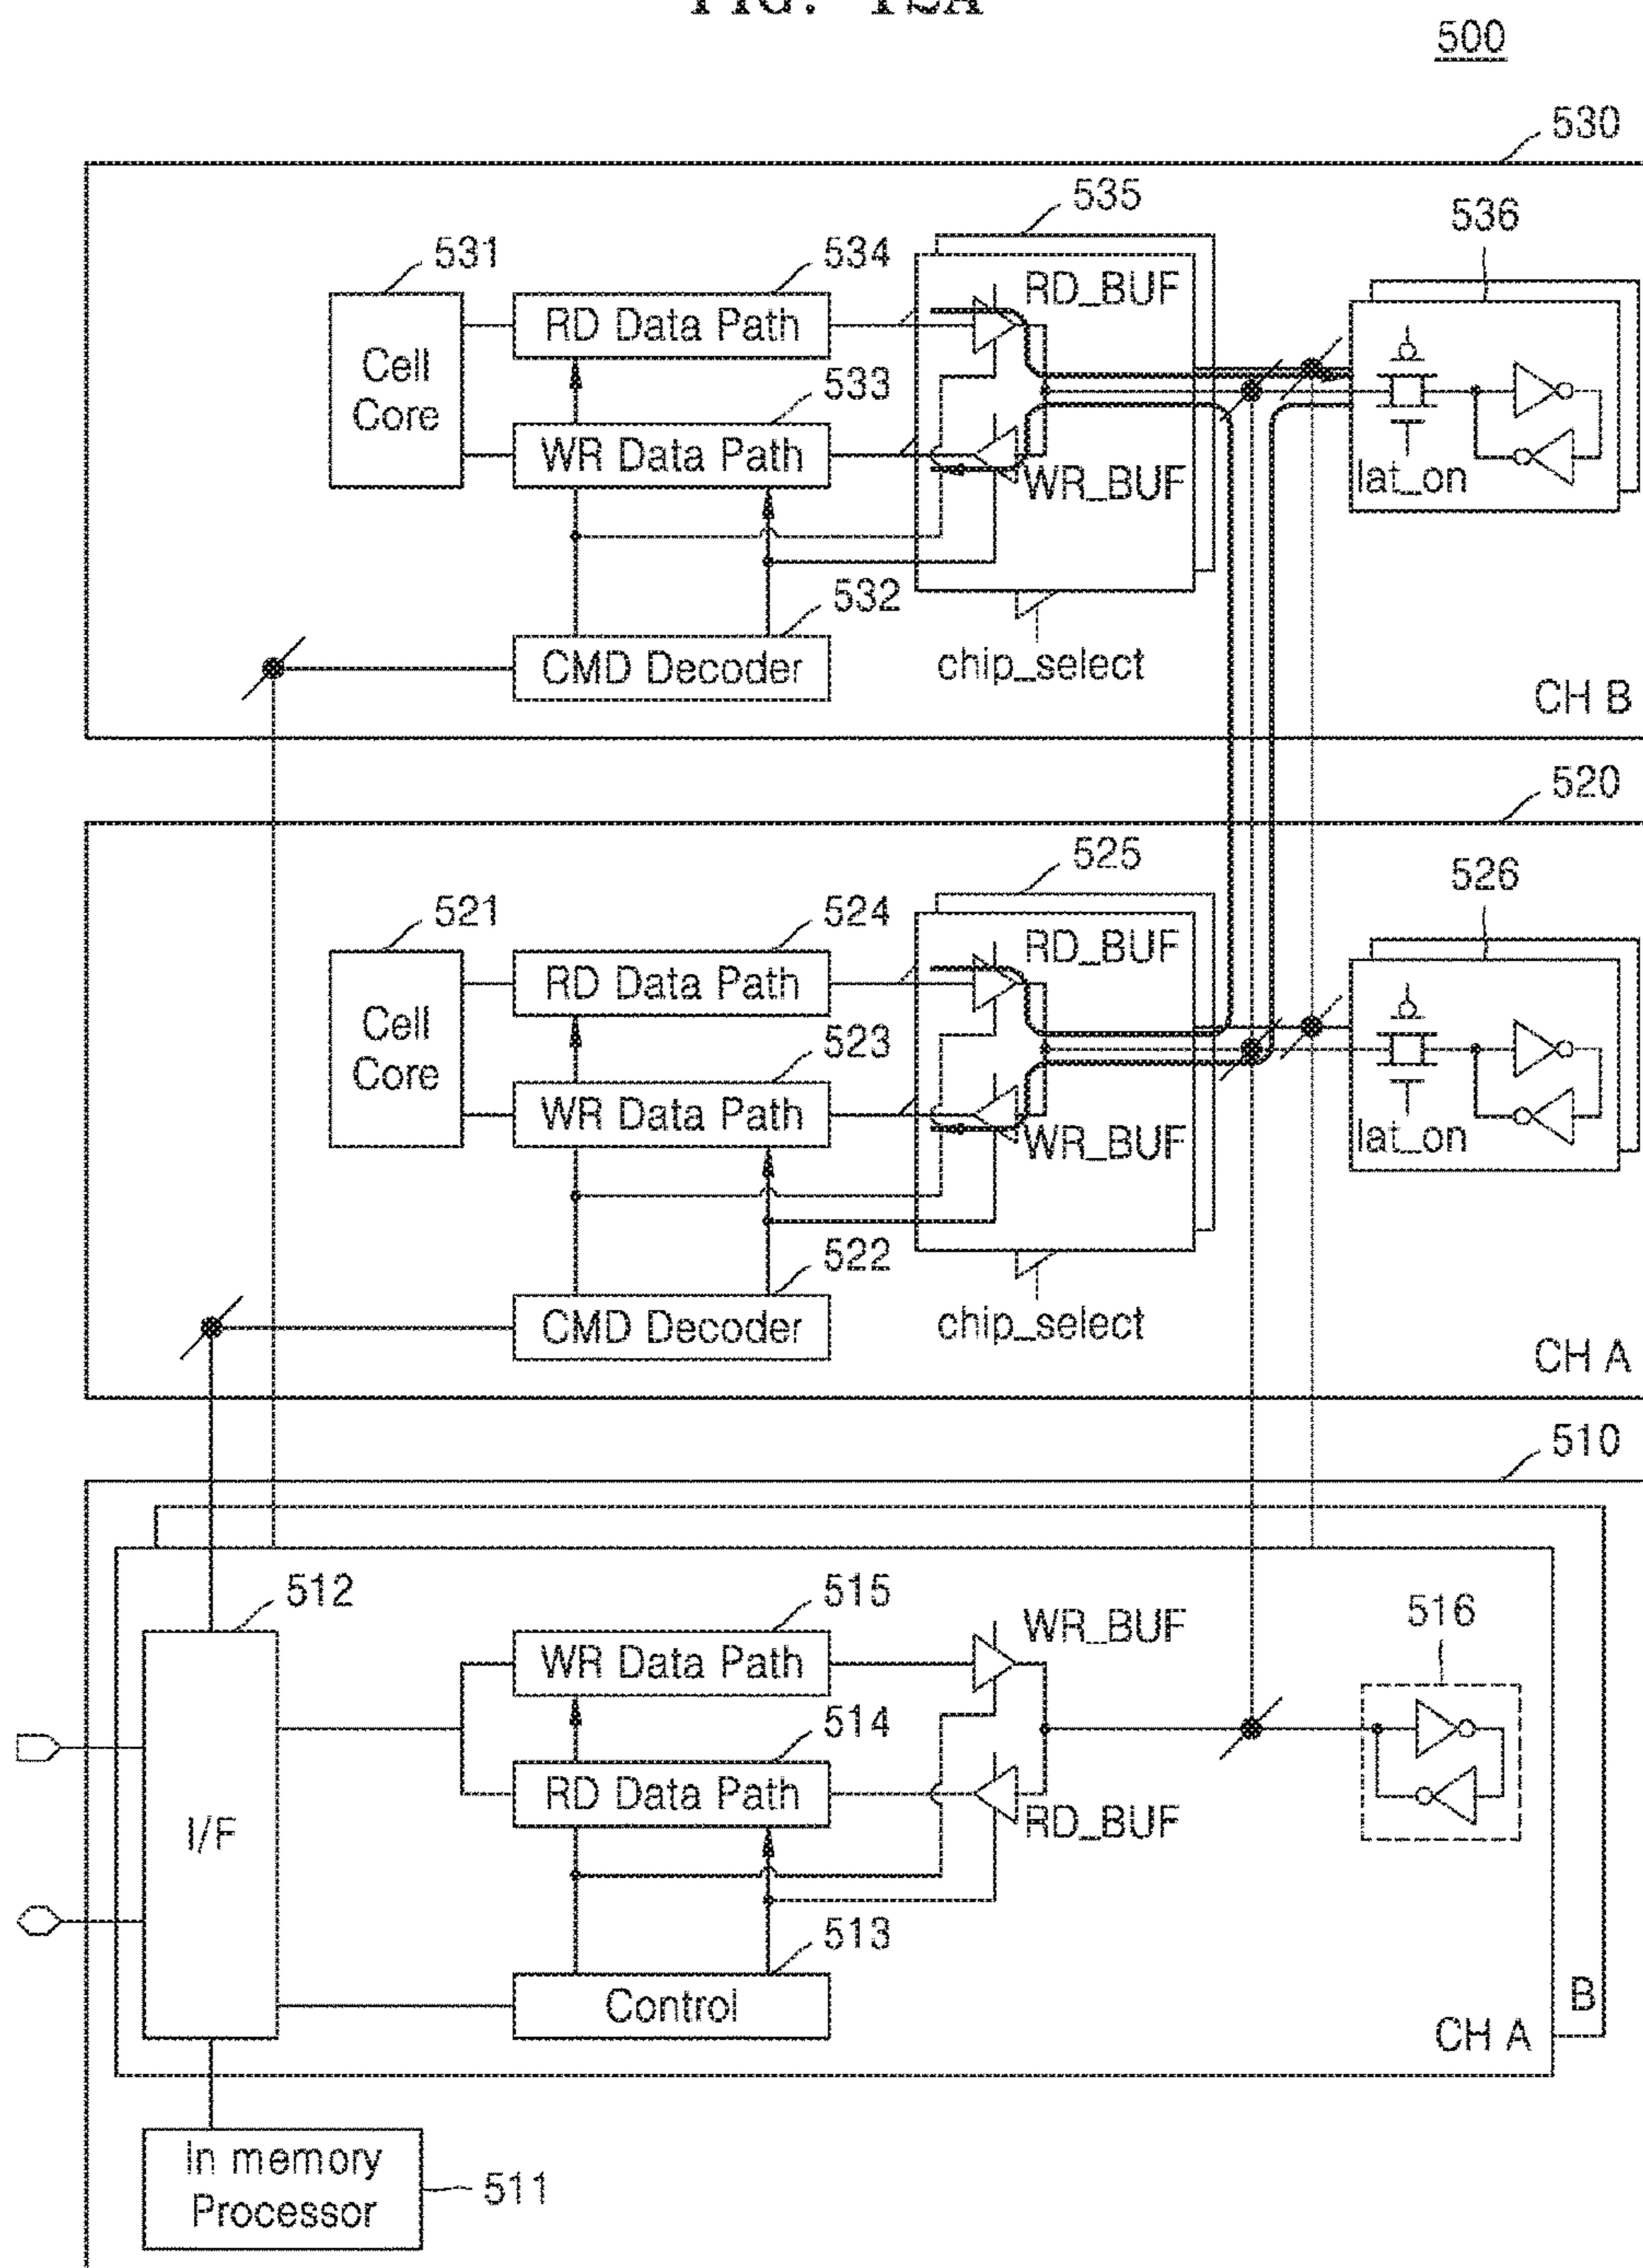 FIG. 13A
500
530
535
536
531
534
RD_BUF
RD Data Path
Cell
Core
533
WR Data Path
WR_BUF
lat_on
532
CMD Decoder
chip_select
CH B
520
525
526
521
524
RD_BUF
RD Data Path
Cell
Core
523
WR Data Path
WR_BUF
lat_on
522
CMD Decoder
chip_select
CH A
510
512
515
516
WR_BUF
WR Data Path
514
RD Data Path
RD_BUF
I/F
513
Control
B
CH A
In memory
Processor
511